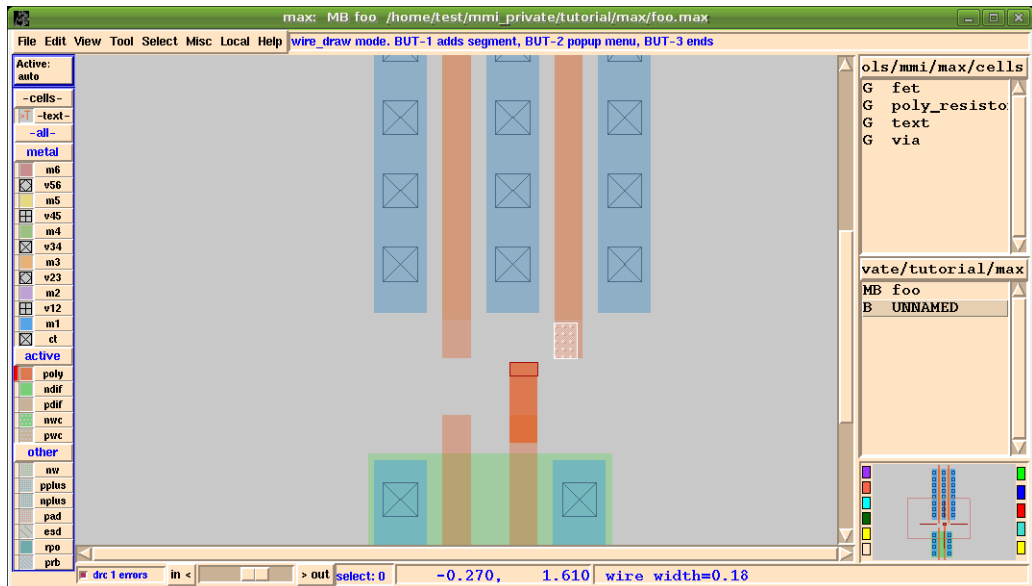 max: MB foo /home/test/mmi_private/tutorial/max/foo.max
File Edit View Tool Select Misc Local Help
wire_draw mode. BUT-1 adds segment, BUT-2 popup menu, BUT-3 ends
Active:
auto
-cells-
>T -text-
-all-
metal
m6
v56
m5
v45
m4
v34
m3
v23
m2
v12
m1
ct
active
poly
ndif
pdif
nwc
pwc
other
nw
pplus
nplus
pad
esd
rpo
prb
ols/mmi/max/cells
G fet
G poly_resisto
G text
G via
vate/tutorial/max
MB foo
B UNNAMED
drc 1 errors
in <
> out
select: 0
-0.270, 1.610
wire width=0.18